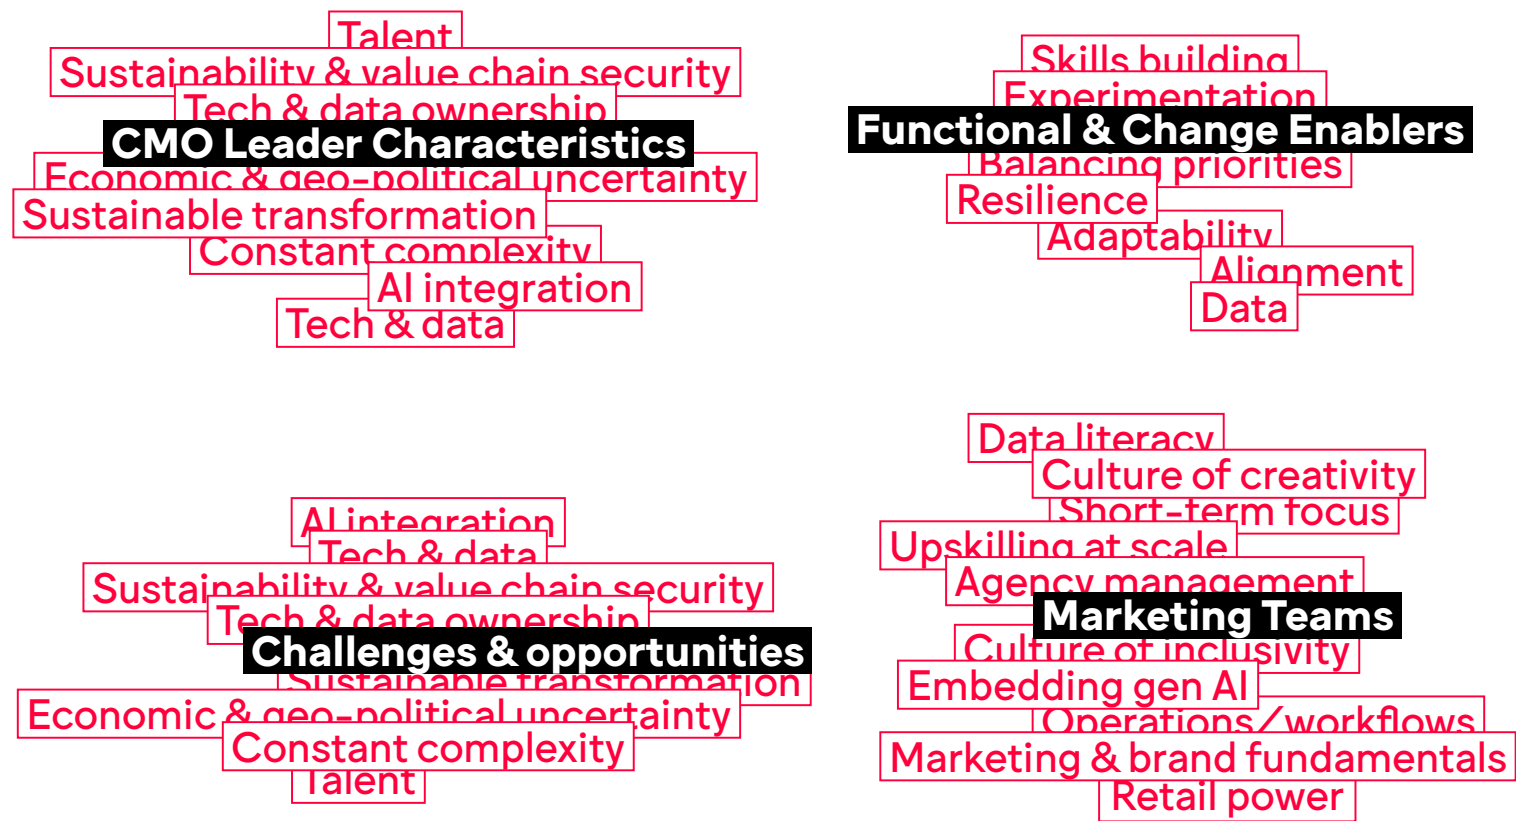 Talent
Sustainability & value chain security
Tech & data ownership
CMO Leader Characteristics
Economic & geo-political uncertainty
Sustainable transformation
Constant complexity
AI integration
Tech & data
Skills building
Experimentation
Functional & Change Enablers
Balancing priorities
Resilience
Adaptability
Alignment
Data
AI integration
Tech & data
Sustainability & value chain security
Tech & data ownership
Challenges & opportunities
Sustainable transformation
Economic & geo-political uncertainty
Constant complexity
Talent
Data literacy
Culture of creativity
Short-term focus
Upskilling at scale
Agency management
Marketing Teams
Culture of inclusivity
Embedding gen AI
Operations/workflows
Marketing & brand fundamentals
Retail power